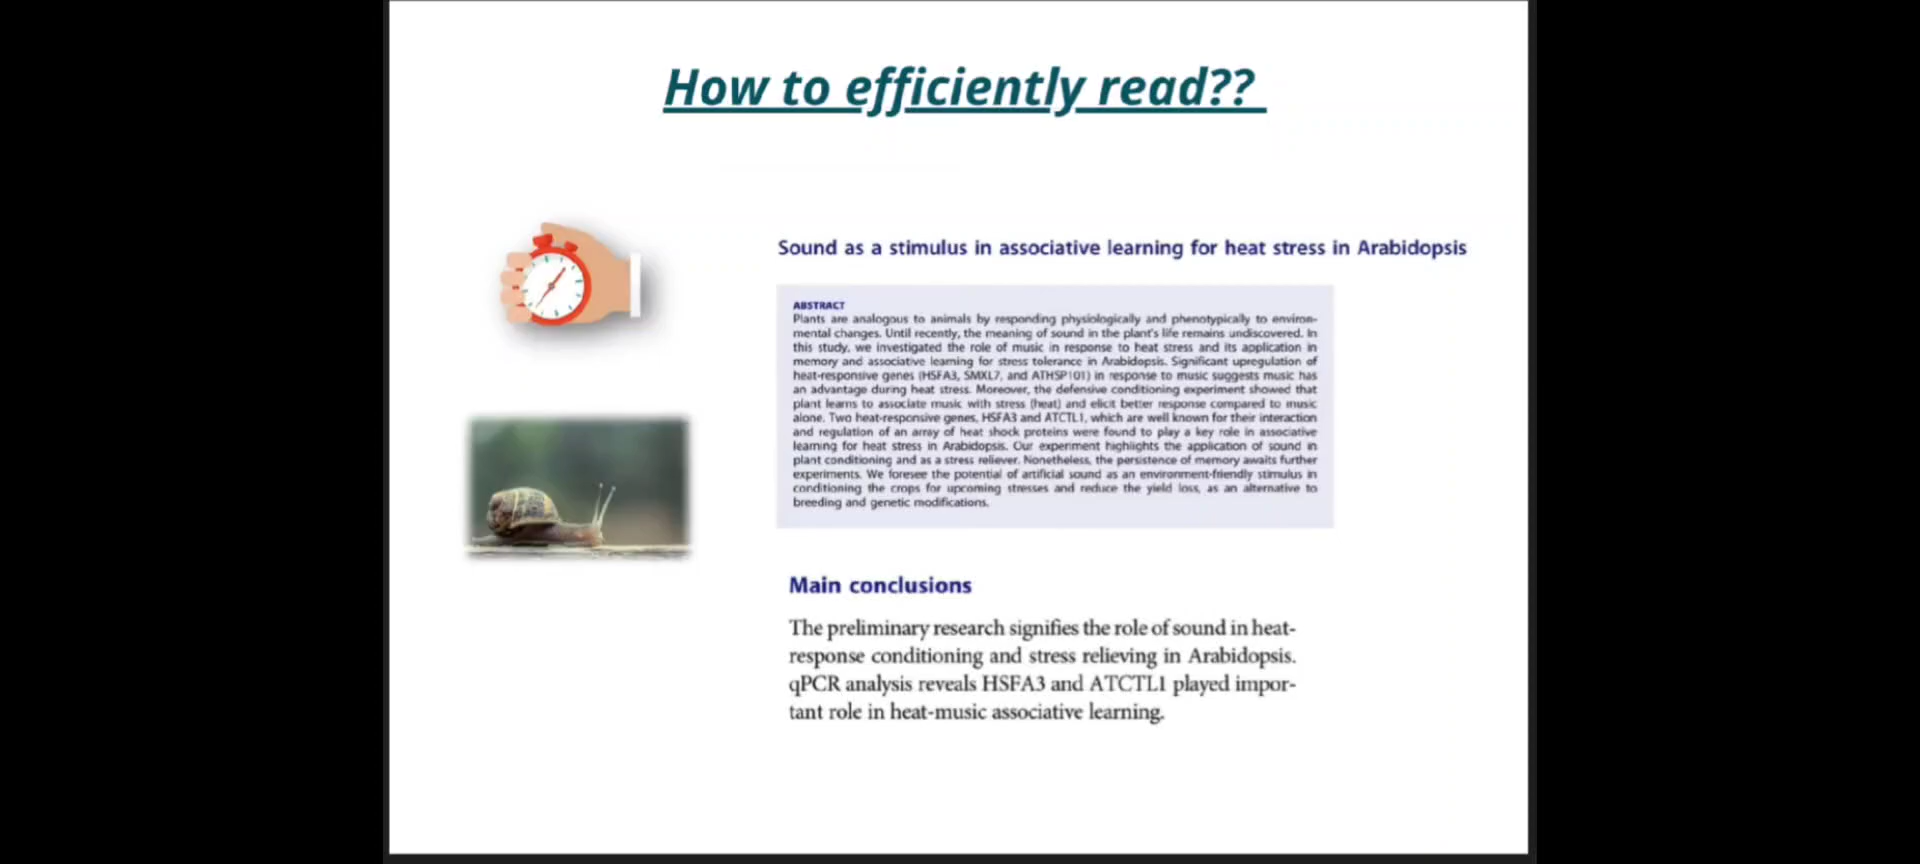 How to efficiently read??
Sound as a stimulus in associative learning for heat stress in Arabidopsis
ABSTRACT
Plants are analogous to animals by responding physiologically and phenotypically to environ-
mental changes. Until recently, the meaning of sound in the plant's life remains undiscovered. In
this study, we investigated the role of music in response to heat stress and its application in
memory and associative learning for stress tolerance in Arabidopsis. Significant upregulation of
heat-responsive genes (HSFA3, SMXL7, and ATHSP101) in response to music suggests music has
an advantage during heat stress. Moreover, the defensive conditioning experiment showed that
plant learns to associate music with stress (heat) and elicit better response compared to music
alone. Two heat-responsive genes, HSFA3 and ATCTL1, which are well known for their interaction
and regulation of an array of heat shock proteins were found to play a key role in associative
learning for heat stress in Arabidopsis. Our experiment highlights the application of sound in
plant conditioning and as a stress reliever. Nonetheless, the persistence of memory awaits further
experiments. We foresee the potential of artificial sound as an environment-friendly stimulus in
conditioning the crops for upcoming stresses and reduce the yield loss, as an alternative to
breeding and genetic modifications.
Main conclusions
The preliminary research signifies the role of sound in heat-
response conditioning and stress relieving in Arabidopsis.
qPCR analysis reveals HSFA3 and ATCTL1 played impor-
tant role in heat-music associative learning.